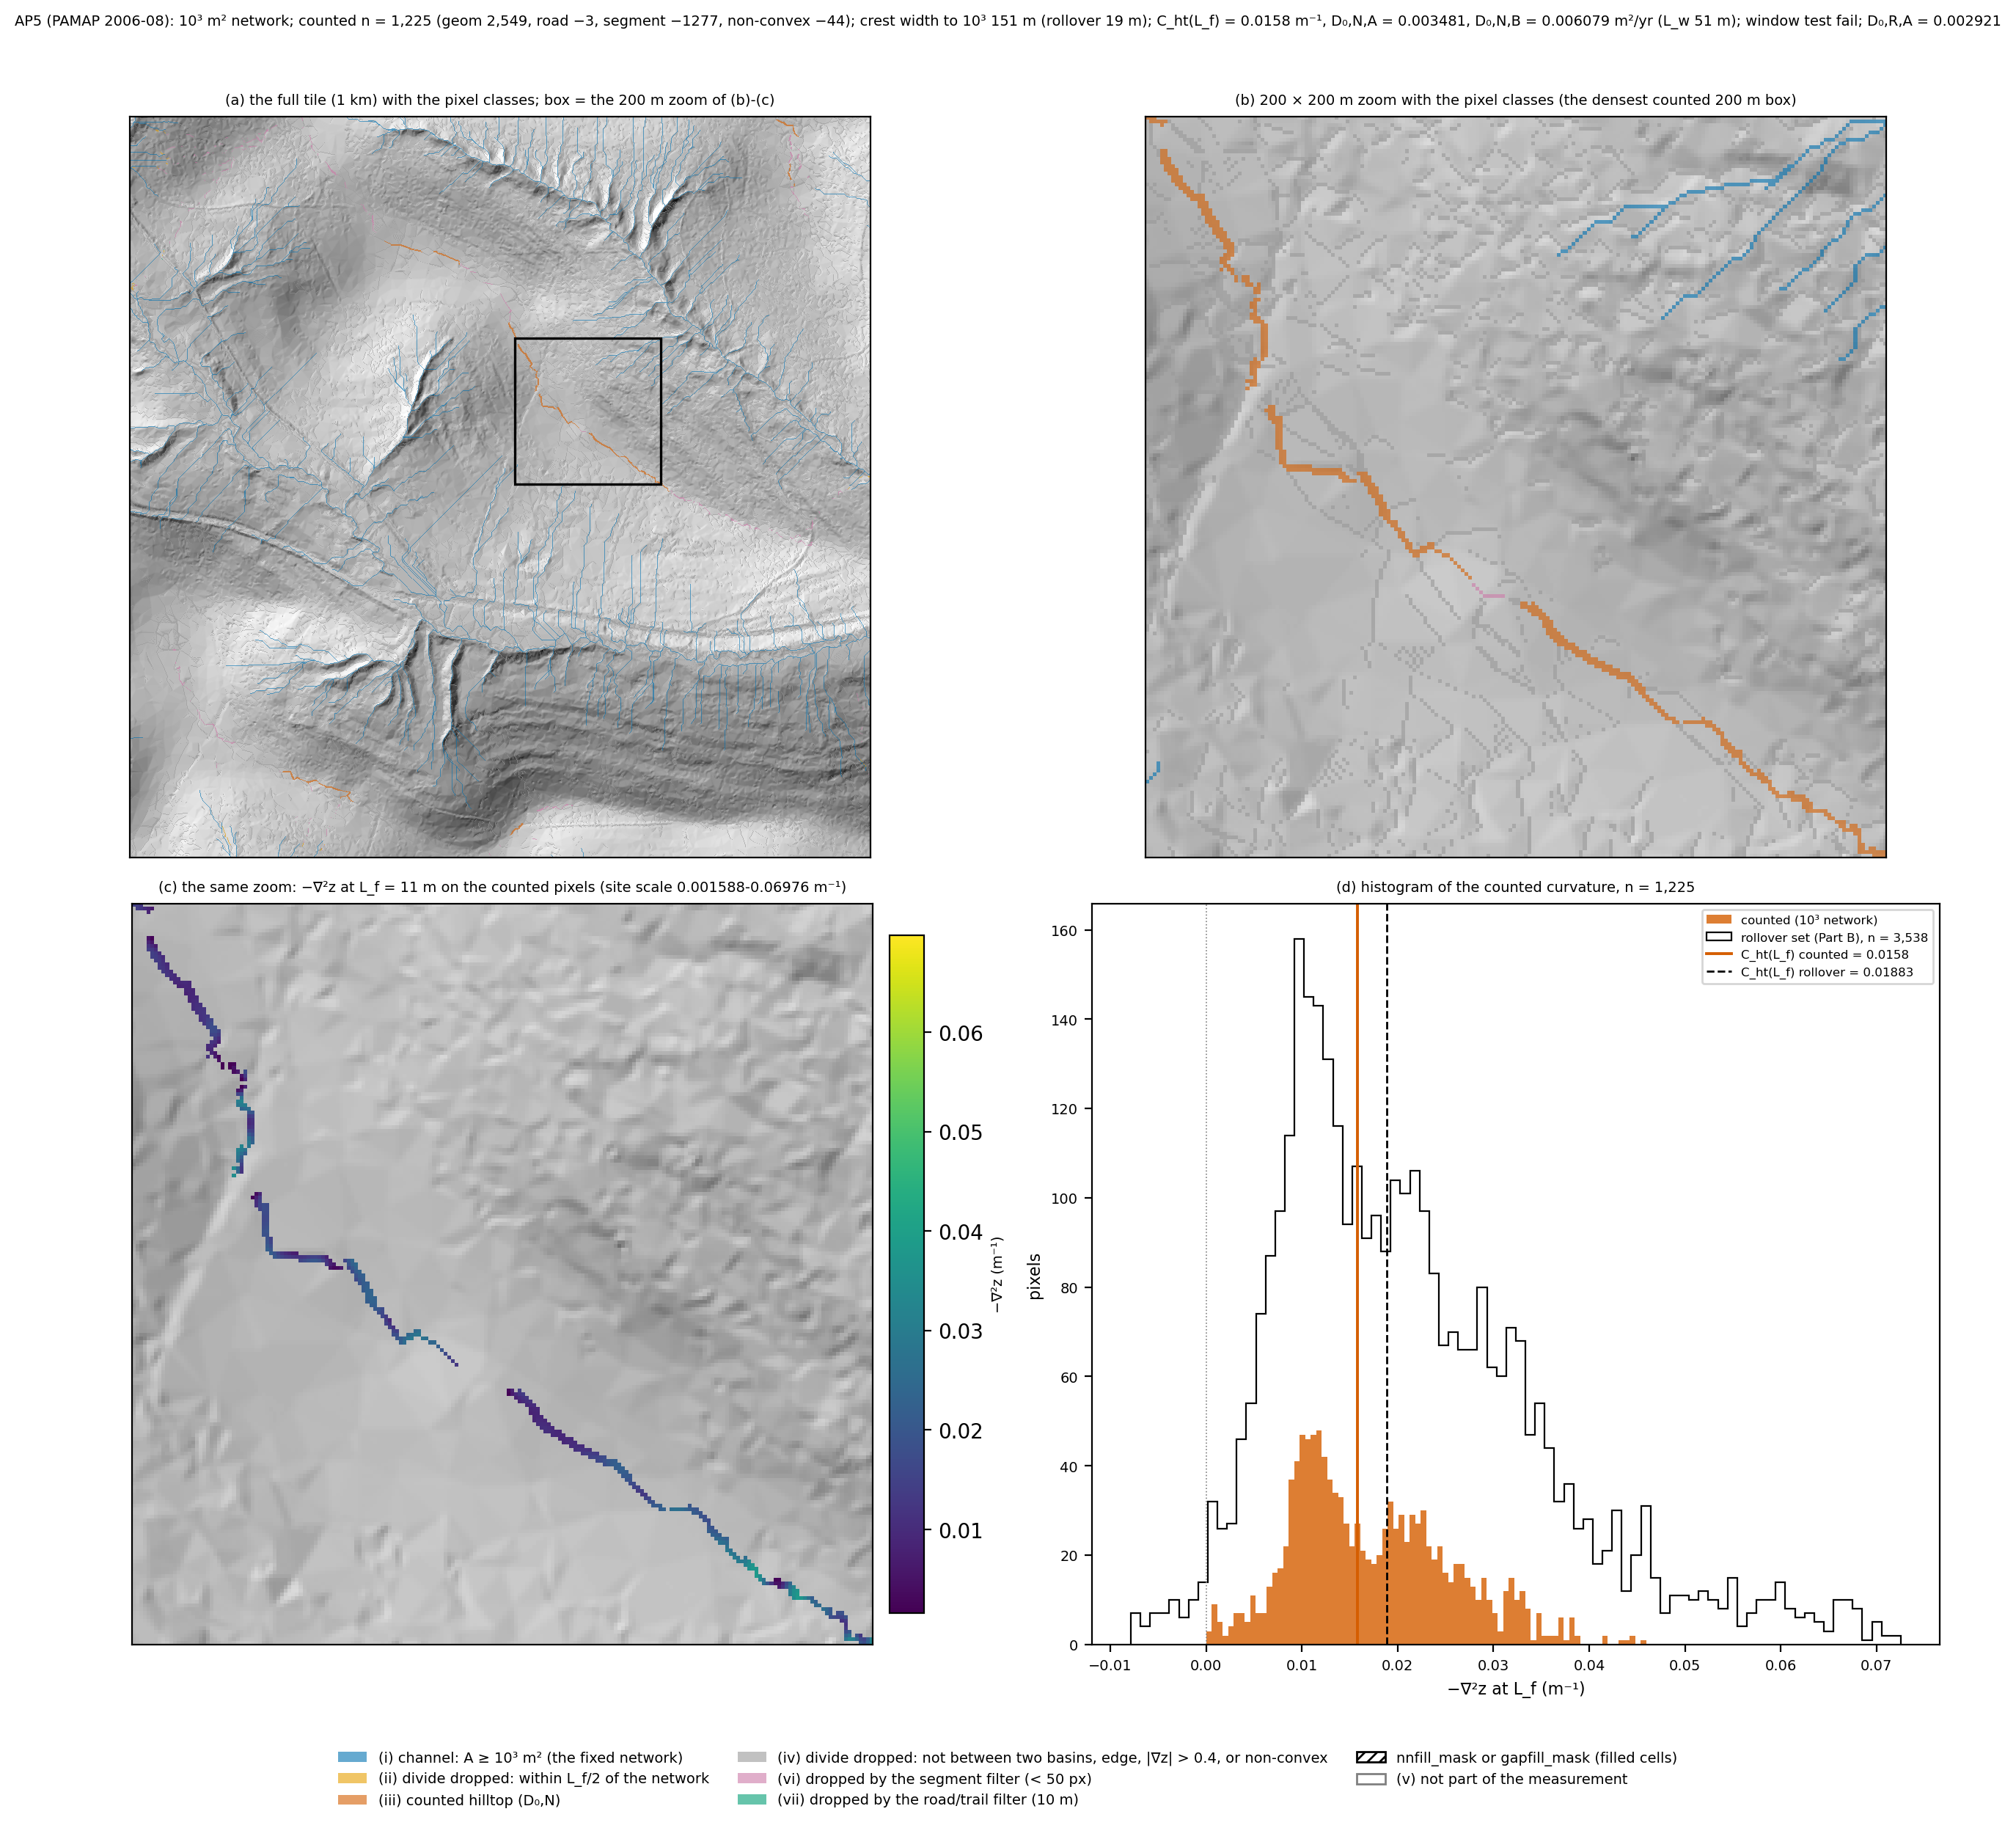 AP5 (PAMAP 2006-08): 10³ m² network; counted n = 1,225 (geom 2,549, road −3, segment −1277, non-convex −44); crest width to 10³ 151 m (rollover 19 m); C_ht(L_f) = 0.0158 m⁻¹, D₀,N,A = 0.003481, D₀,N,B = 0.006079 m²/yr (L_w 51 m); window test fail; D₀,R,A = 0.002921
(a) the full tile (1 km) with the pixel classes; box = the 200 m zoom of (b)-(c)
(b) 200 × 200 m zoom with the pixel classes (the densest counted 200 m box)
(c) the same zoom: −∇²z at L_f = 11 m on the counted pixels (site scale 0.001588-0.06976 m⁻¹)
0.06
0.05
0.04
0.03
0.02
0.01
−∇²z (m⁻¹)
(d) histogram of the counted curvature, n = 1,225
counted (10³ network)
rollover set (Part B), n = 3,538
C_ht(L_f) counted = 0.0158
C_ht(L_f) rollover = 0.01883
160
140
120
100
80
60
40
20
0
pixels
−0.01 0.00 0.01 0.02 0.03 0.04 0.05 0.06 0.07
−∇²z at L_f (m⁻¹)
(i) channel: A ≥ 10³ m² (the fixed network)
(ii) divide dropped: within L_f/2 of the network
(iii) counted hilltop (D₀,N)
(iv) divide dropped: not between two basins, edge, |∇z| > 0.4, or non-convex
(vi) dropped by the segment filter (< 50 px)
(vii) dropped by the road/trail filter (10 m)
nnfill_mask or gapfill_mask (filled cells)
(v) not part of the measurement